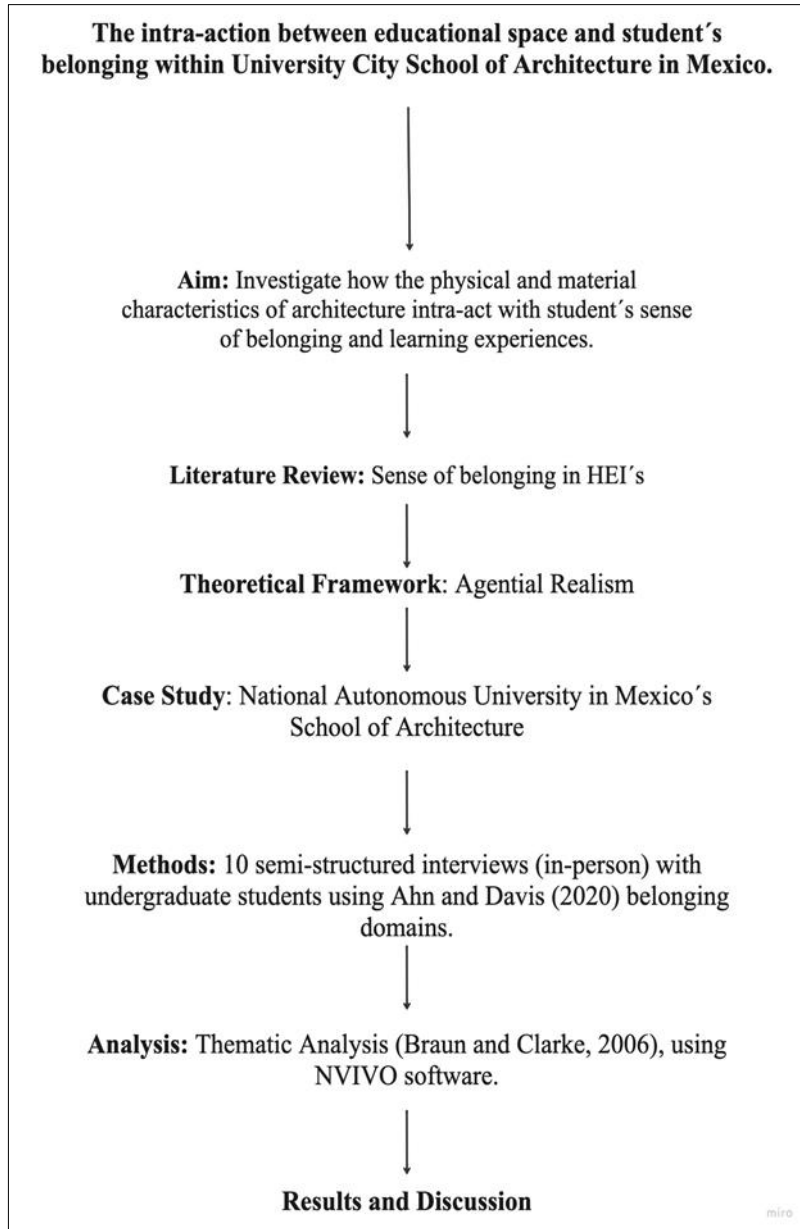 The intra-action between educational space and student´s
belonging within University City School of Architecture in Mexico.
Aim: Investigate how the physical and material
characteristics of architecture intra-act with student´s sense
of belonging and learning experiences.
Literature Review: Sense of belonging in HEI´s
Theoretical Framework: Agential Realism
Case Study: National Autonomous University in Mexico´s
School of Architecture
Methods: 10 semi-structured interviews (in-person) with
undergraduate students using Ahn and Davis (2020) belonging
domains.
Analysis: Thematic Analysis (Braun and Clarke, 2006), using
NVIVO software.
Results and Discussion
miro